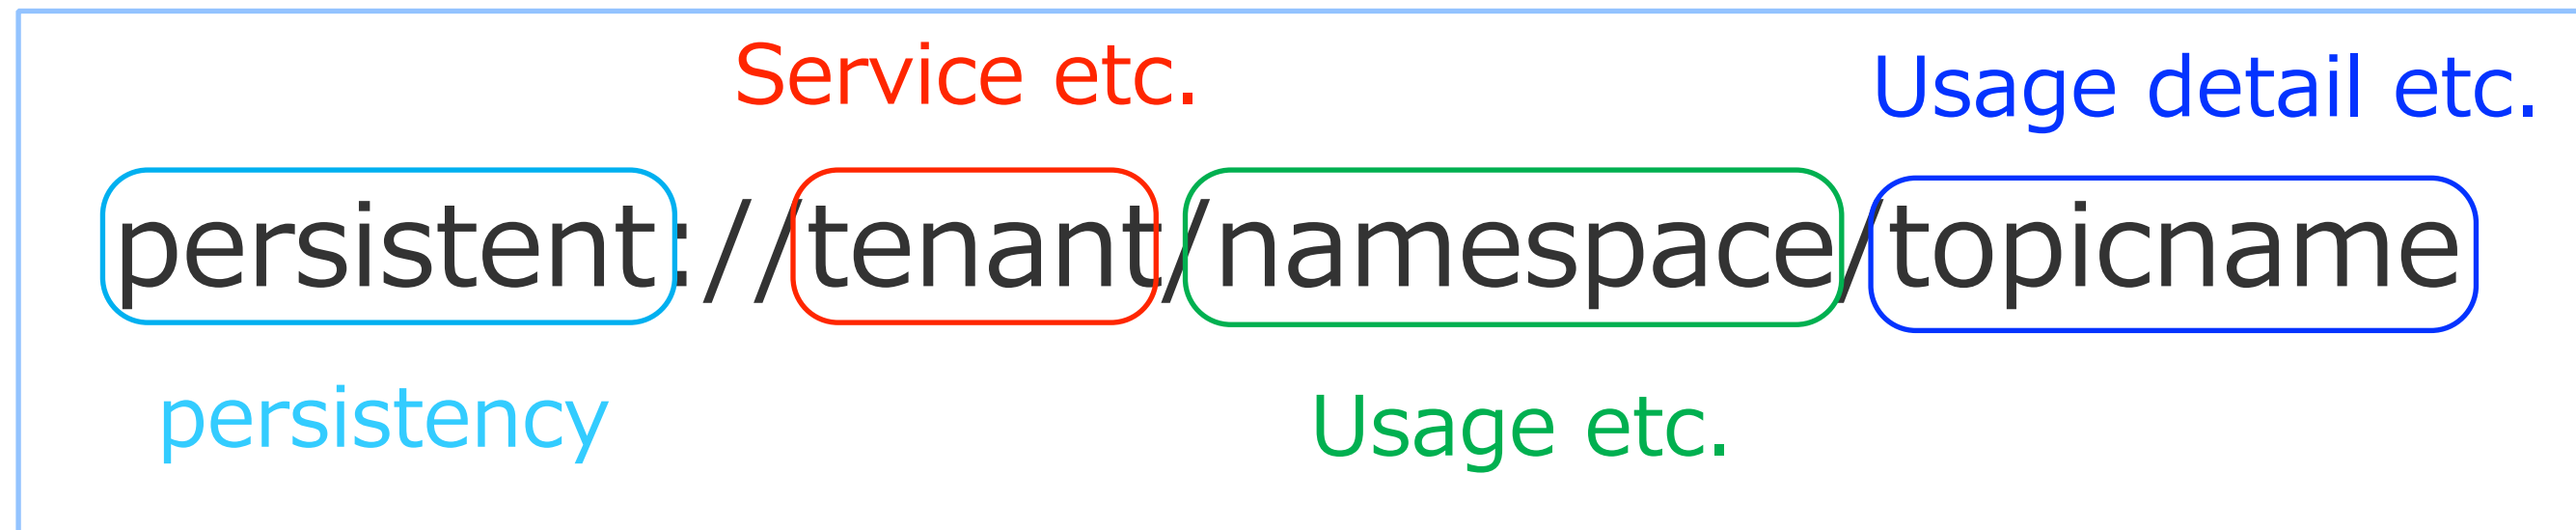 Service etc.
Usage detail etc.
persistent://tenant/namespace/topicname
persistency
Usage etc.